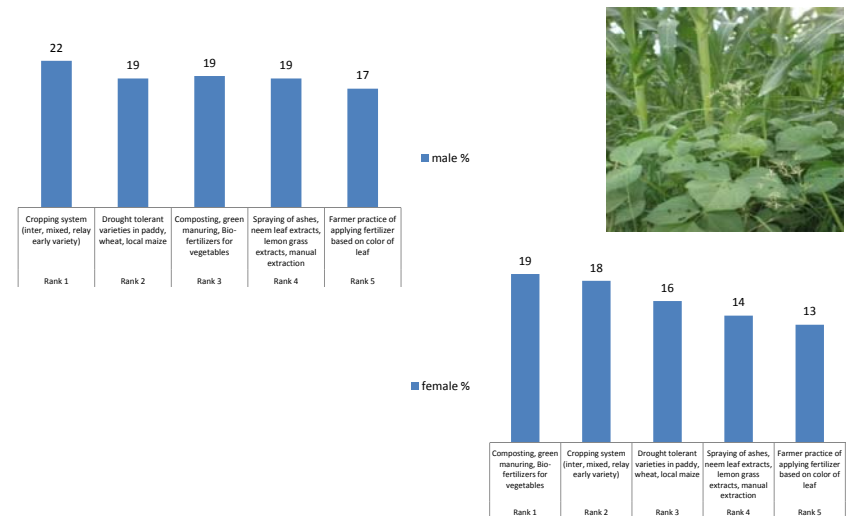 22
19
19
19
17
male %
Cropping system
(inter, mixed, relay
early variety)
Rank 1
Drought tolerant
varieties in paddy,
wheat, local maize
Rank 2
Composting, green
manuring, Bio-
fertilizers for
vegetables
Rank 3
Spraying of ashes,
neem leaf extracts,
lemon grass
extracts, manual
extraction
Rank 4
Farmer practice of
applying fertilizer
based on color of
leaf
Rank 5
19
18
16
14
13
female %
Composting, green
manuring, Bio-
fertilizers for
vegetables
Rank 1
Cropping system
(inter, mixed, relay
early variety)
Rank 2
Drought tolerant
varieties in paddy,
wheat, local maize
Rank 3
Spraying of ashes,
neem leaf extracts,
lemon grass
extracts, manual
extraction
Rank 4
Farmer practice of
applying fertilizer
based on color of
leaf
Rank 5